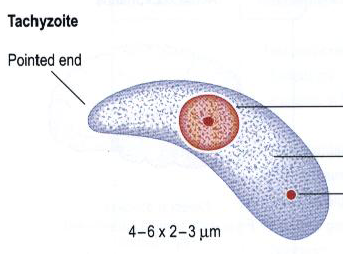 Tachyzoite
Pointed end
4–6 x 2–3 μm